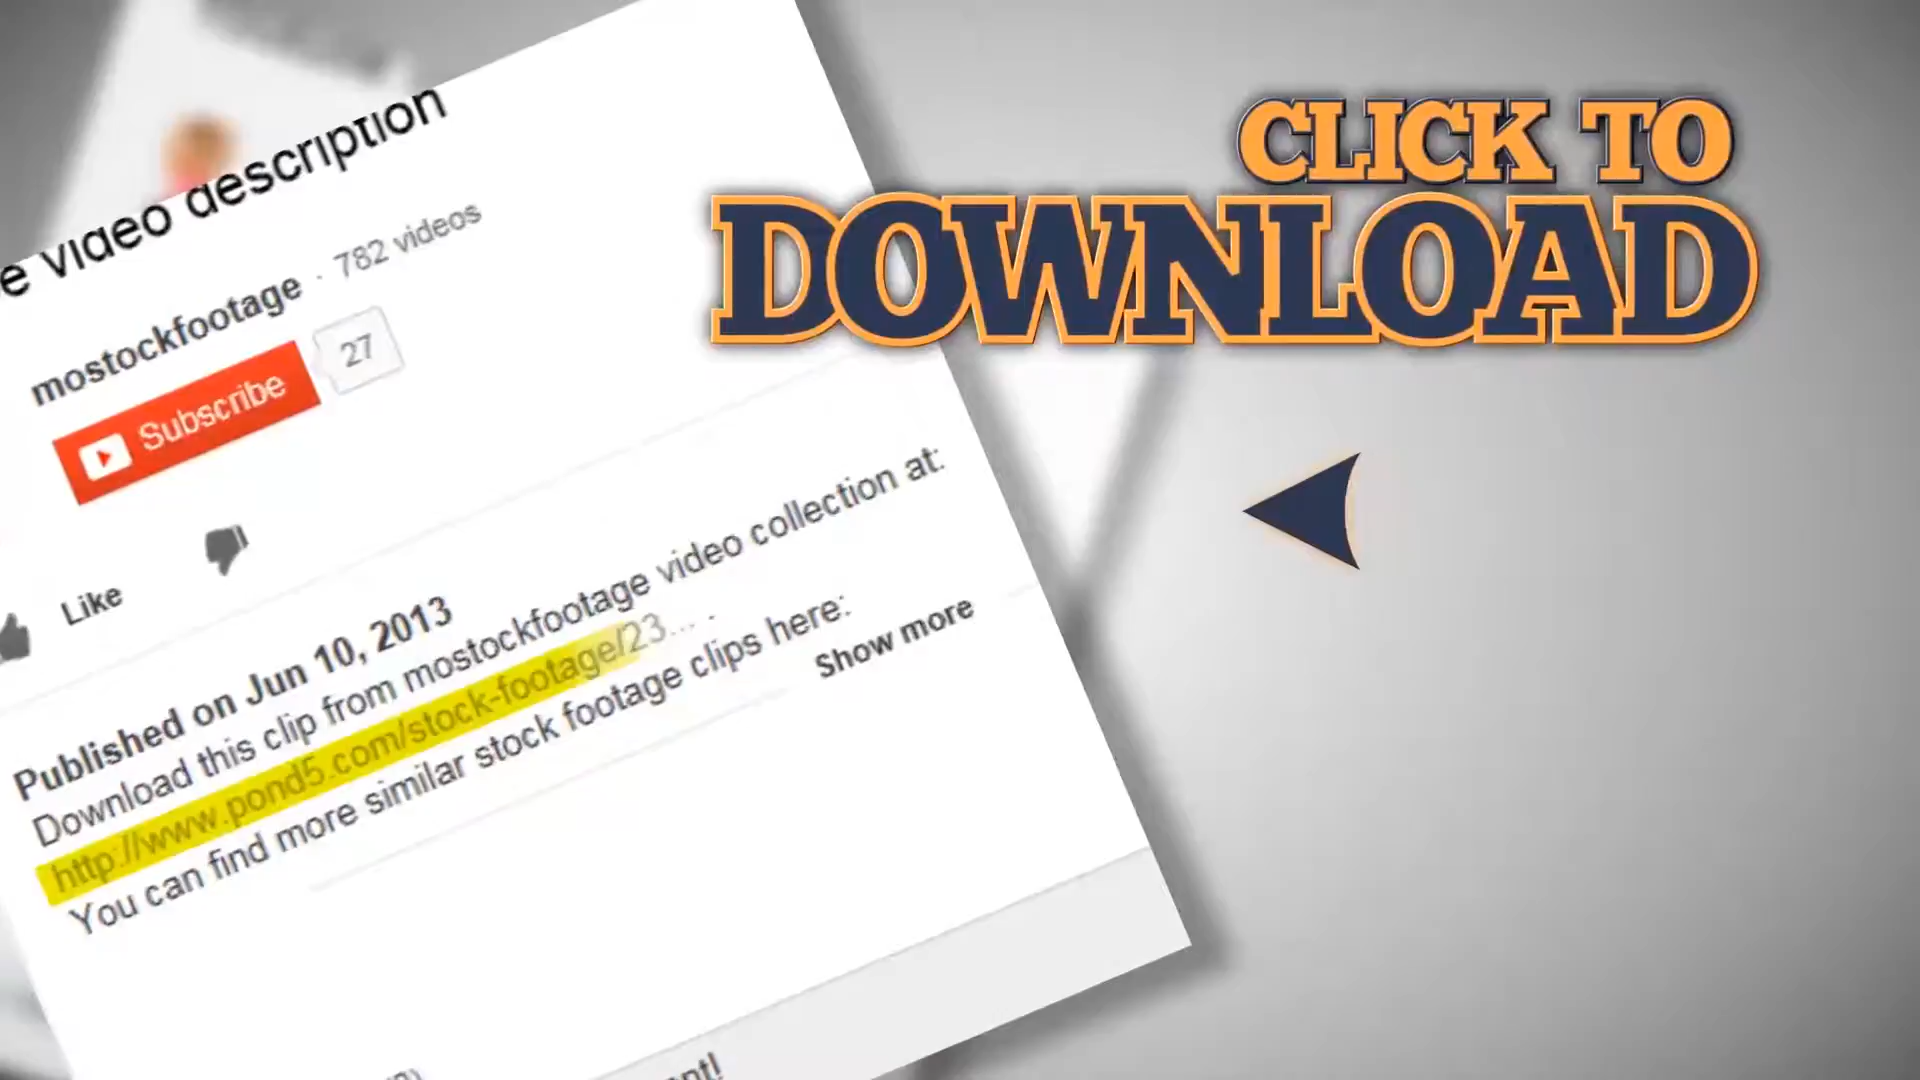 CLICK TO
DOWNLOAD
e video description
mostockfootage · 782 videos
Subscribe
27
Like
Published on Jun 10, 2013
Download this clip from mostockfootage video collection at:
http://www.pond5.com/stock-footage/23... .
You can find more similar stock footage clips here:
Show more